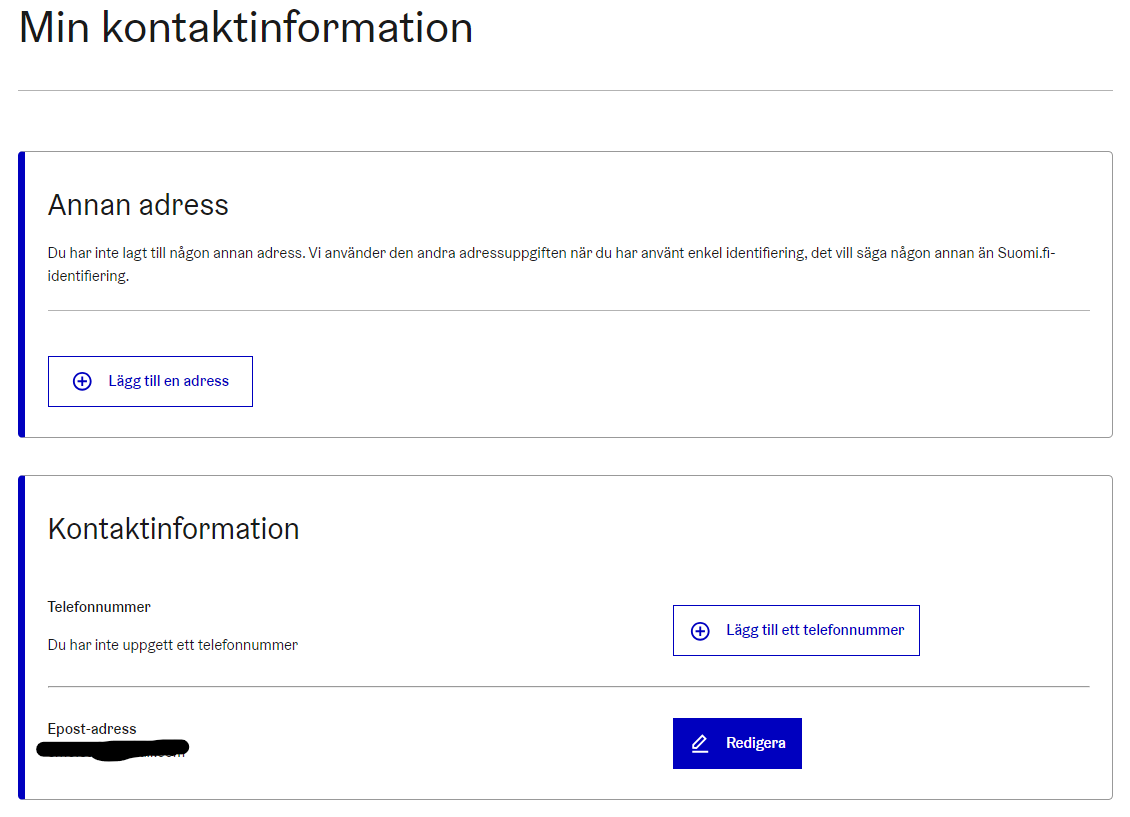 Min kontaktinformation
Annan adress
Du har inte lagt till någon annan adress. Vi använder den andra adressuppgiften när du har använt enkel identifiering, det vill säga någon annan än Suomi.fi-
identifiering.
Lägg till en adress
Kontaktinformation
Telefonnummer
Du har inte uppgett ett telefonnummer
Lägg till ett telefonnummer
Epost-adress
Redigera